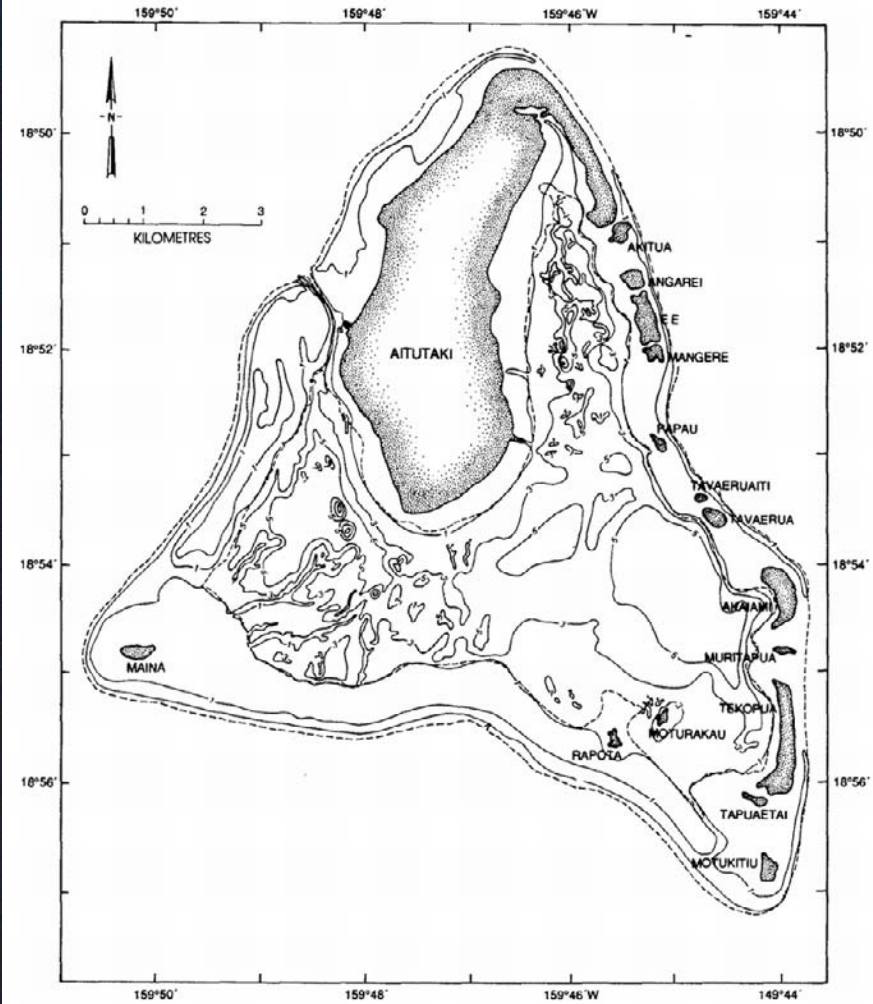 159°50' 159°48' 159°46'W 159°44'
18°50' 18°50'
N
0 1 2 3
KILOMETRES
AKITUA
ANGAREI
EE
18°52' 18°52'
AITUTAKI
MANGERE
PAPAU
TAVAERUAITI
TAVAERUA
18°54' 18°54'
AKAIAMI
MAINA
MURITAPUA
TEKOPUA
RAPOTA
MOTURAKAU
18°56' 18°56'
TAPUAETAI
MOTUKITIU
159°50' 159°48' 159°46'W 149°44'